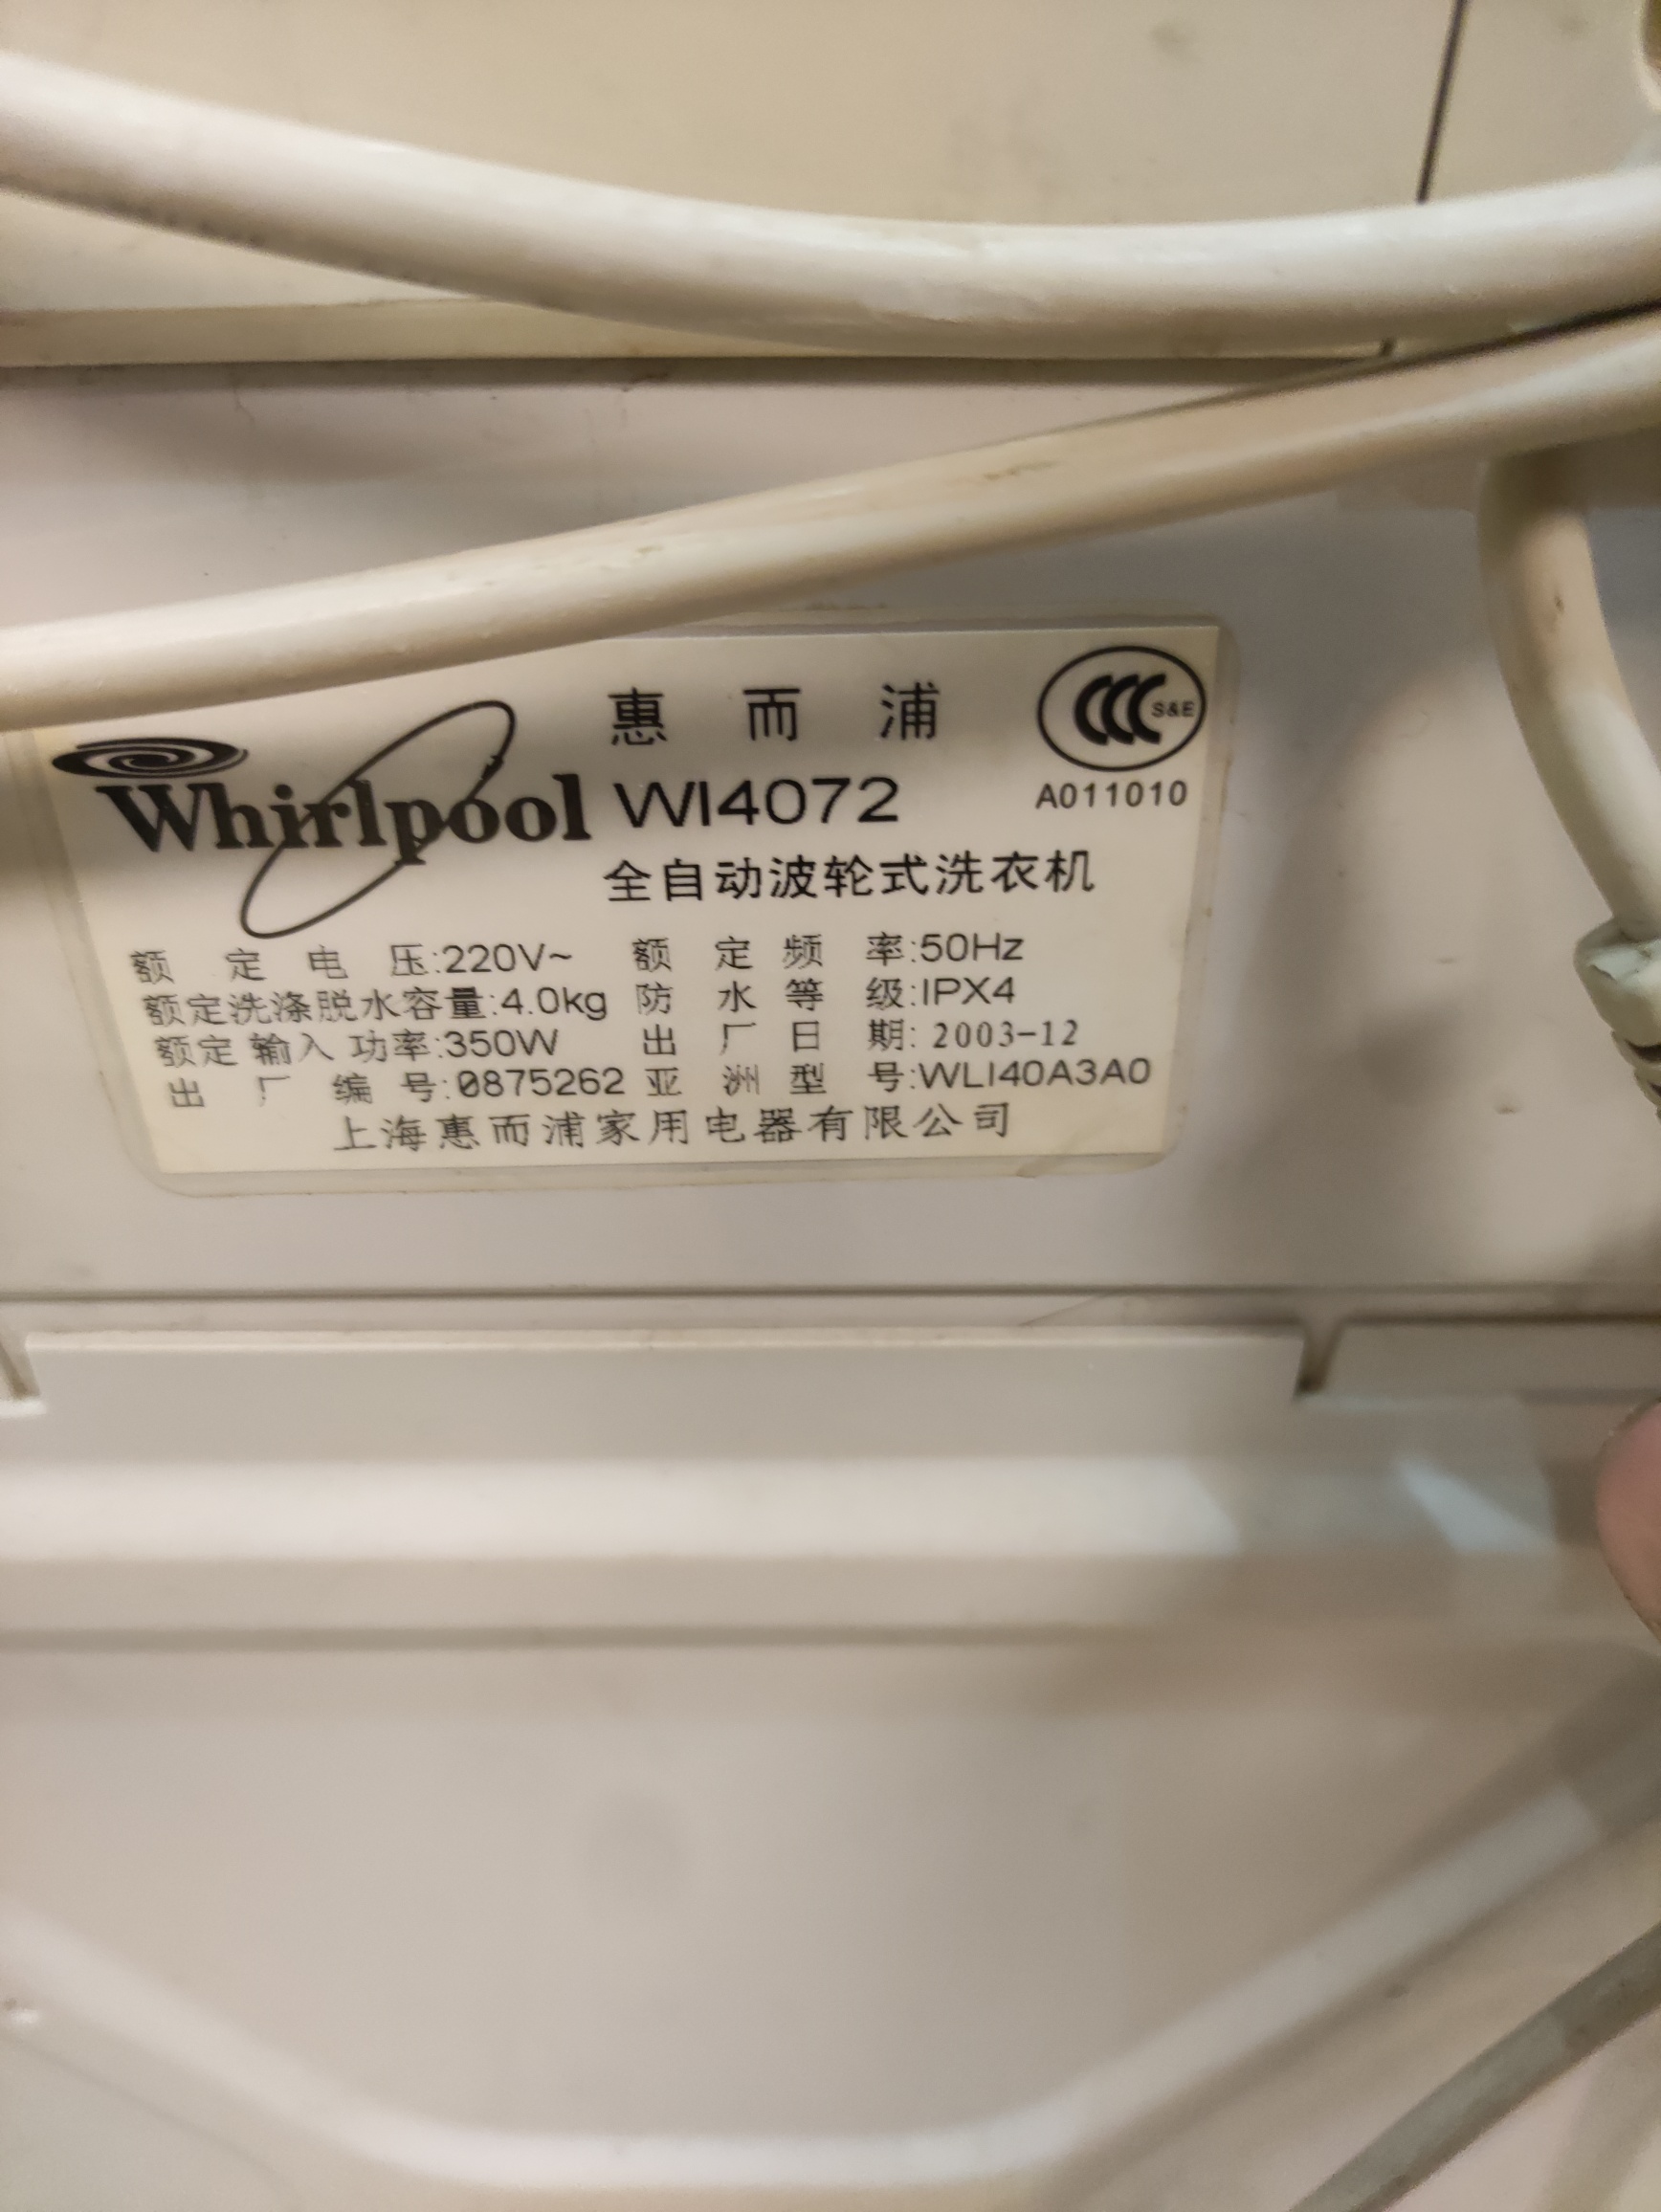 惠而浦
CCC S&E
Whirlpool WI4072
A011010
全自动波轮式洗衣机
额定电压:220V~ 额定频率:50Hz
额定洗涤脱水容量:4.0kg 防水等级:IPX4
额定输入功率:350W 出厂日期:2003-12
出厂编号:0875262 亚洲型号:WLI40A3A0
上海惠而浦家用电器有限公司